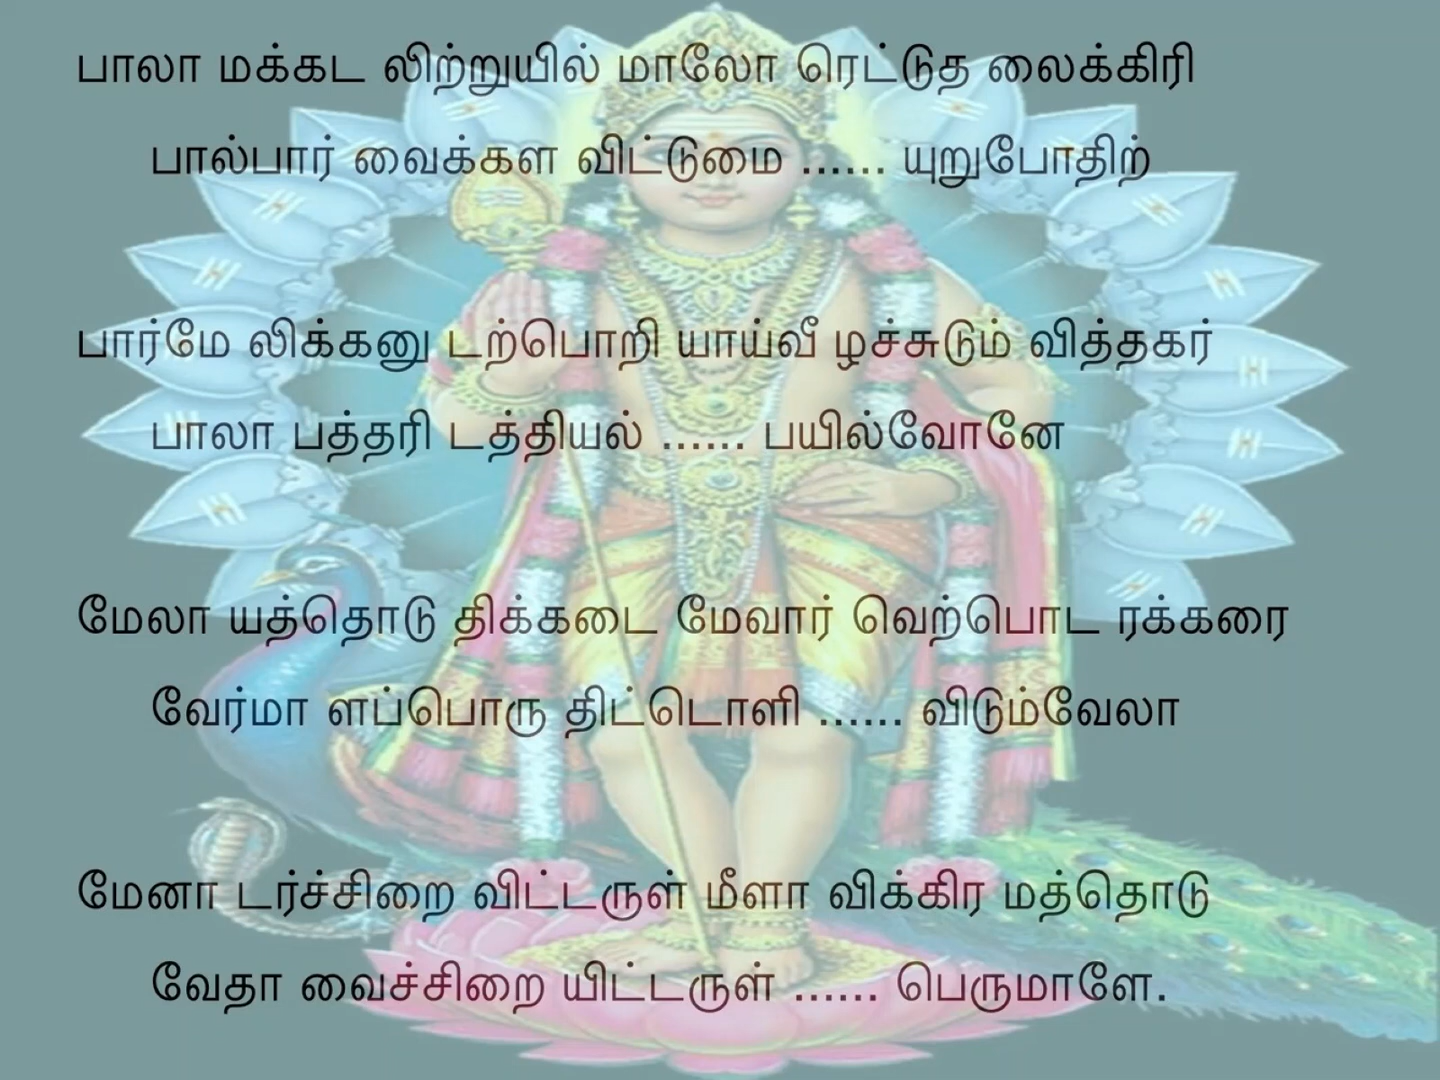 பாலா மக்கட லிற்றுயில் மாலோ ரெட்டுத லைக்கிரி
பால்பார் வைக்கள விட்டுமை ...... யுறுபோதிற்
பார்மே லிக்கனு டற்பொறி யாய்வீ ழச்சுடும் வித்தகர்
பாலா பத்தரி டத்தியல் ...... பயில்வோனே
மேலா யத்தொடு திக்கடை மேவார் வெற்பொட ரக்கரை
வேர்மா ளப்பொரு திட்டொளி ...... விடும்வேலா
மேனா டர்ச்சிறை விட்டருள் மீளா விக்கிர மத்தொடு
வேதா வைச்சிறை யிட்டருள் ...... பெருமாளே.